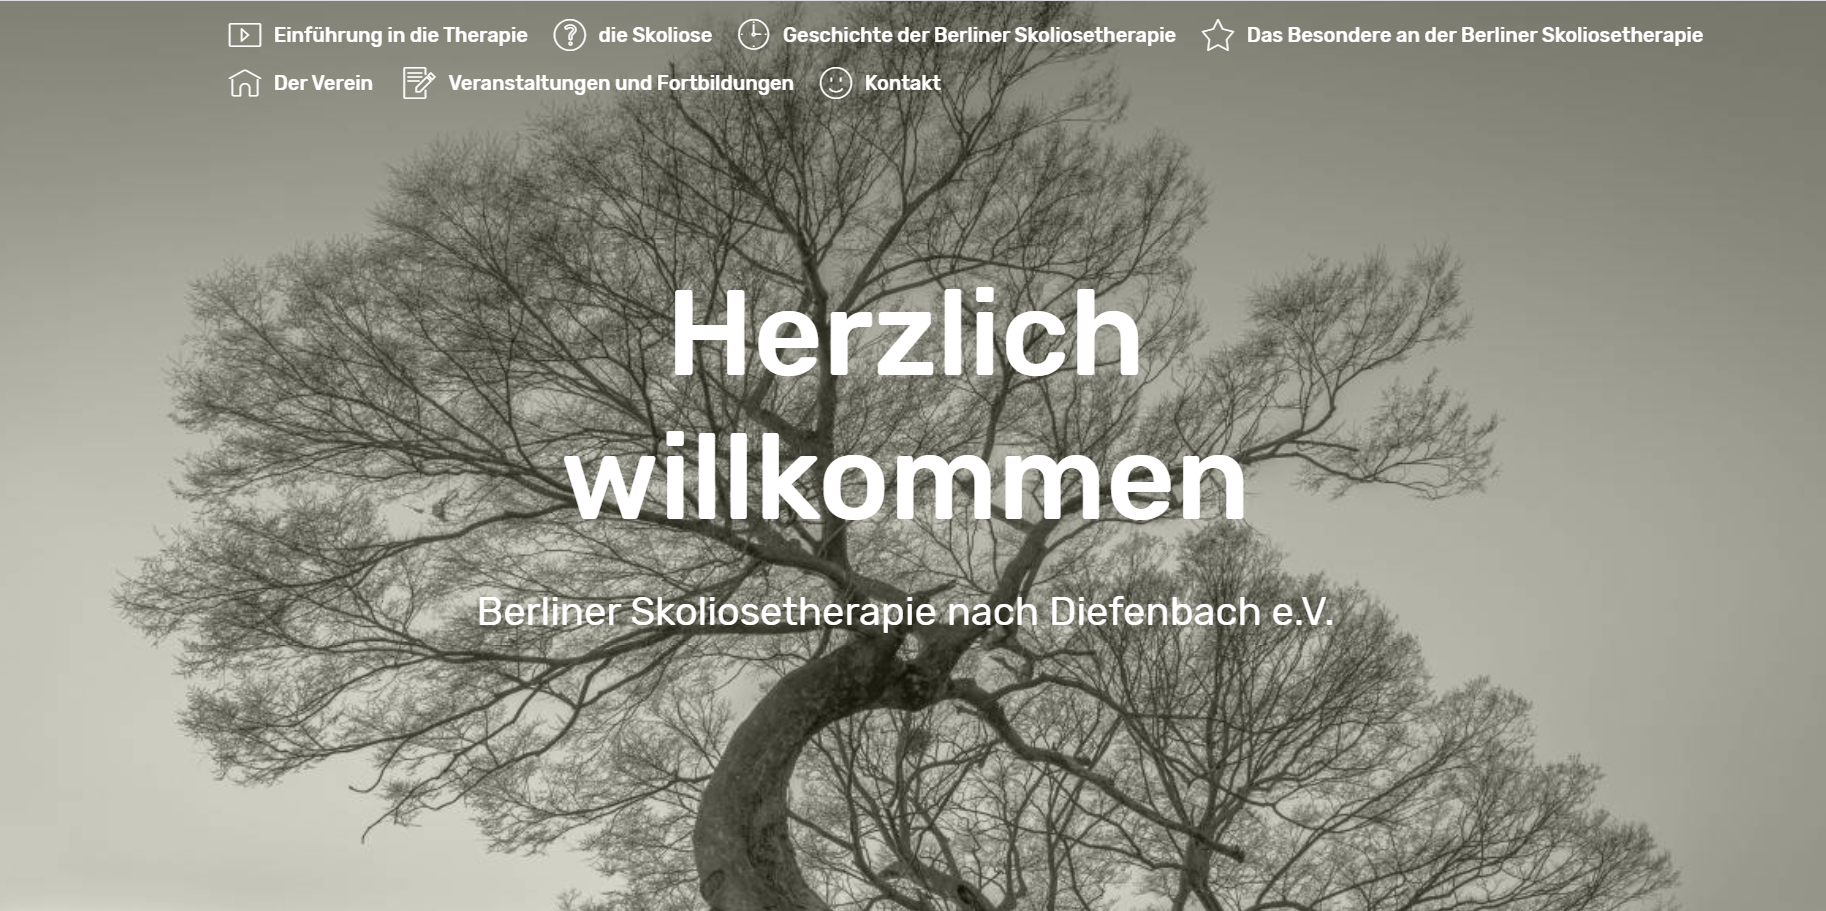 Einführung in die Therapie die Skoliose Geschichte der Berliner Skoliosetherapie Das Besondere an der Berliner Skoliosetherapie
Der Verein Veranstaltungen und Fortbildungen Kontakt
Herzlich
willkommen
Berliner Skoliosetherapie nach Diefenbach e.V.